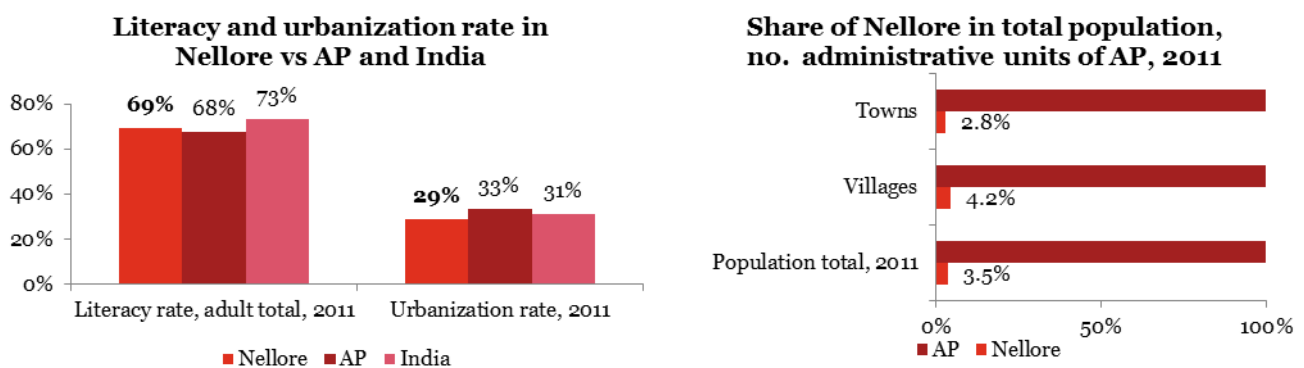 Literacy and urbanization rate in
Nellore vs AP and India
80%
60%
40%
20%
0%
69%
68%
73%
29%
33%
31%
Literacy rate, adult total, 2011
Urbanization rate, 2011
Nellore
AP
India
Share of Nellore in total population,
no. administrative units of AP, 2011
Towns
2.8%
Villages
4.2%
Population total, 2011
3.5%
0%
50%
100%
AP
Nellore